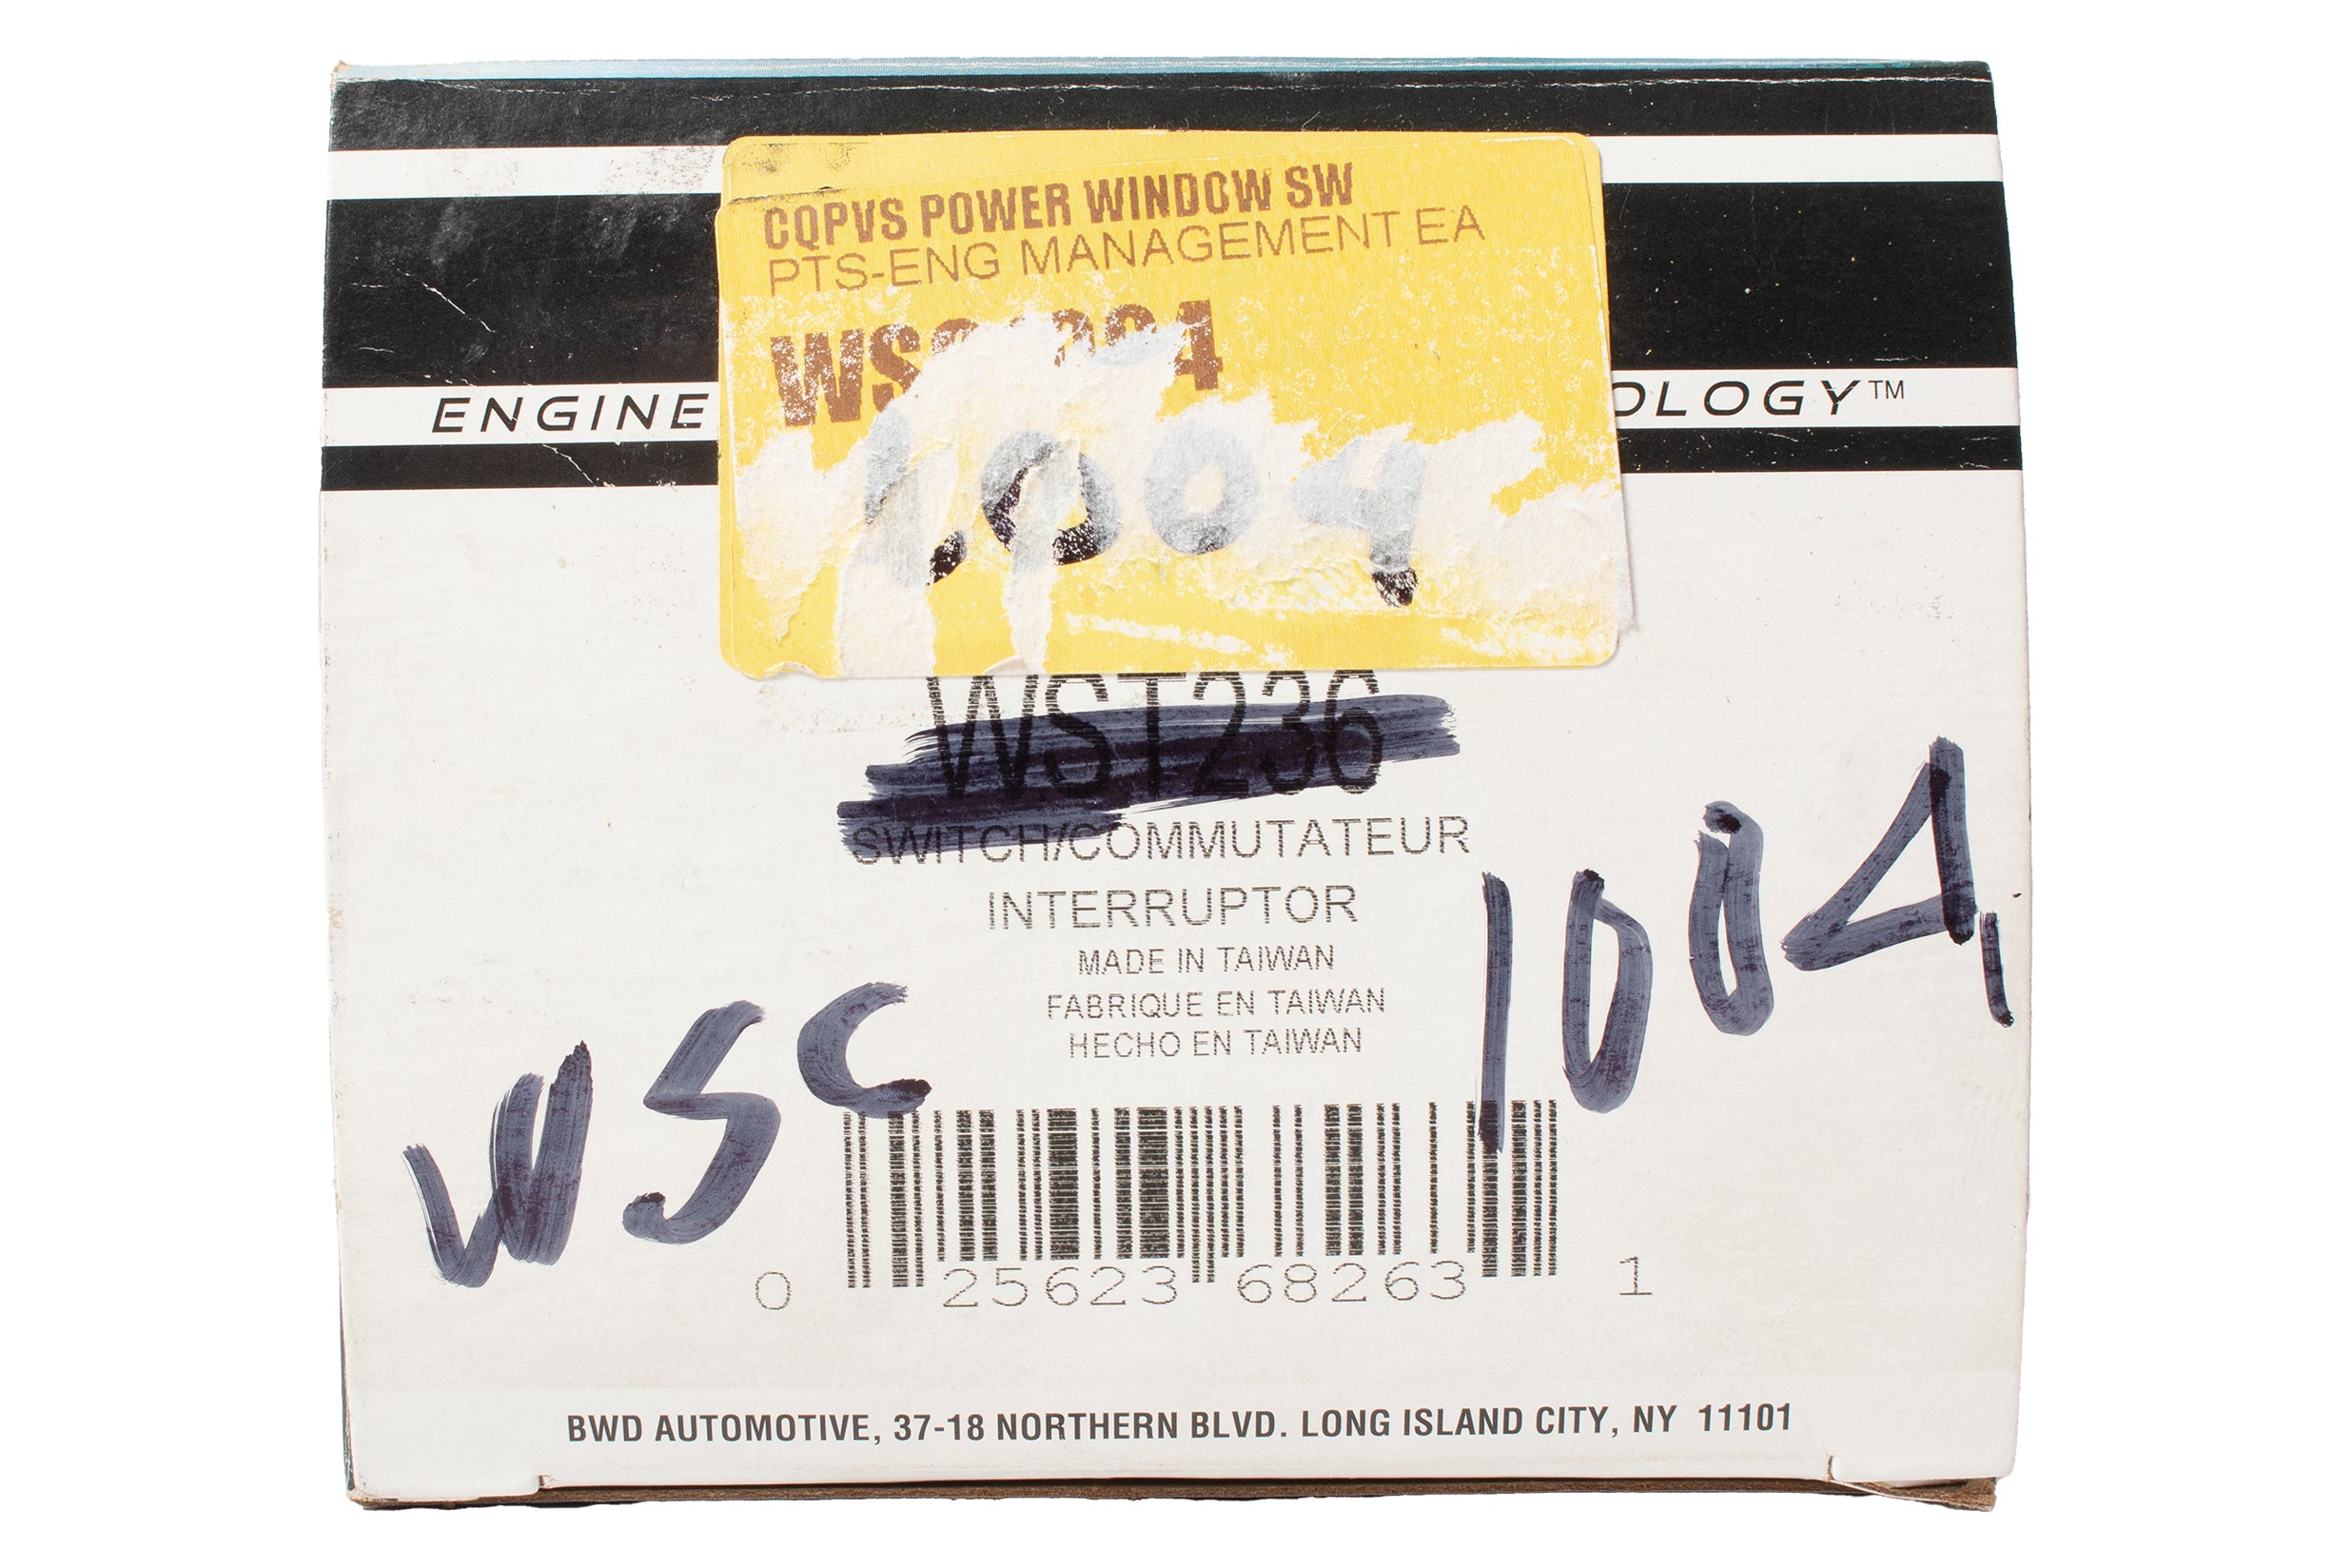 CQPVS POWER WINDOW SW
PTS-ENG MANAGEMENT EA
ENGINE OLOGY™
1004
WST236
SWITCH/COMMUTATEUR
INTERRUPTOR
MADE IN TAIWAN
FABRIQUE EN TAIWAN
HECHO EN TAIWAN
WSC 1004
0 25623 68263 1
BWD AUTOMOTIVE, 37-18 NORTHERN BLVD. LONG ISLAND CITY, NY 11101